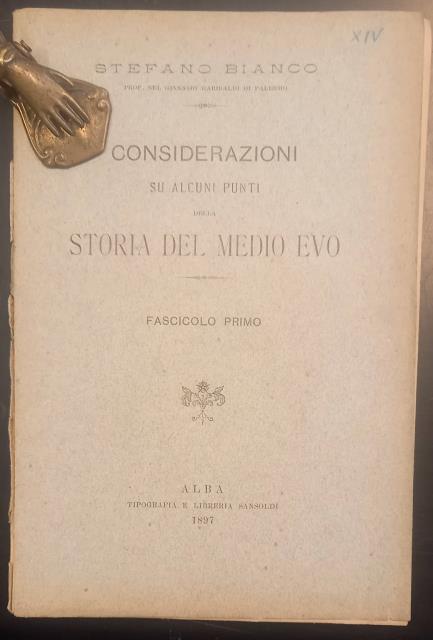 XIV
STEFANO BIANCO
PROF. NEL GINNASIO GARIBALDI DI PALERMO
CONSIDERAZIONI
SU ALCUNI PUNTI
DELLA
STORIA DEL MEDIO EVO
FASCICOLO PRIMO
ALBA
TIPOGRAFIA E LIBRERIA SANSOLDI
1897